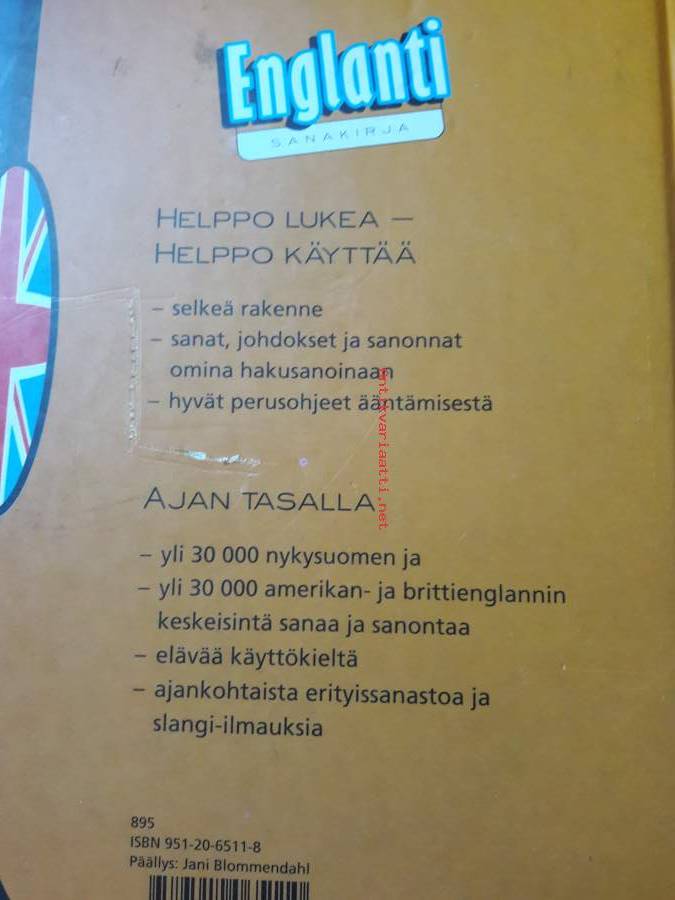 Englanti
SANAKIRJA
HELPPO LUKEA –
HELPPO KÄYTTÄÄ
– selkeä rakenne
– sanat, johdokset ja sanonnat
omina hakusanoinaan
– hyvät perusohjeet ääntämisestä
antikvariaatti.net
AJAN TASALLA
– yli 30 000 nykysuomen ja
– yli 30 000 amerikan- ja brittienglannin
keskeisintä sanaa ja sanontaa
– elävää käyttökieltä
– ajankohtaista erityissanastoa ja
slangi-ilmauksia
895
ISBN 951-20-6511-8
Päällys: Jani Blommendahl